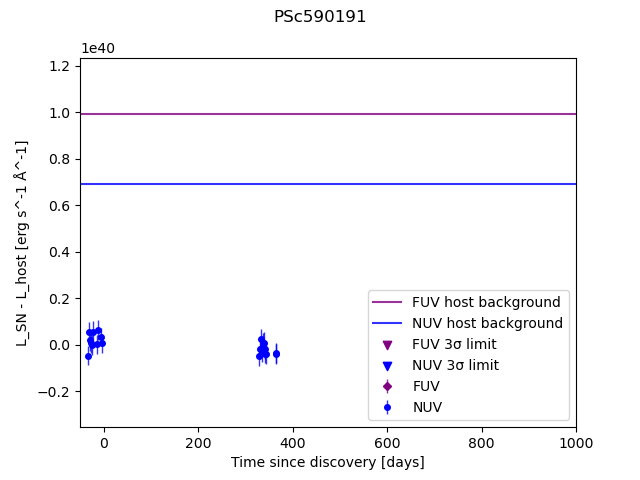 PSc590191
1e40
L_SN - L_host [erg s^-1 Å^-1]
1.2
1.0
0.8
0.6
0.4
0.2
0.0
−0.2
0
200
400
600
800
1000
Time since discovery [days]
FUV host background
NUV host background
FUV 3σ limit
NUV 3σ limit
FUV
NUV